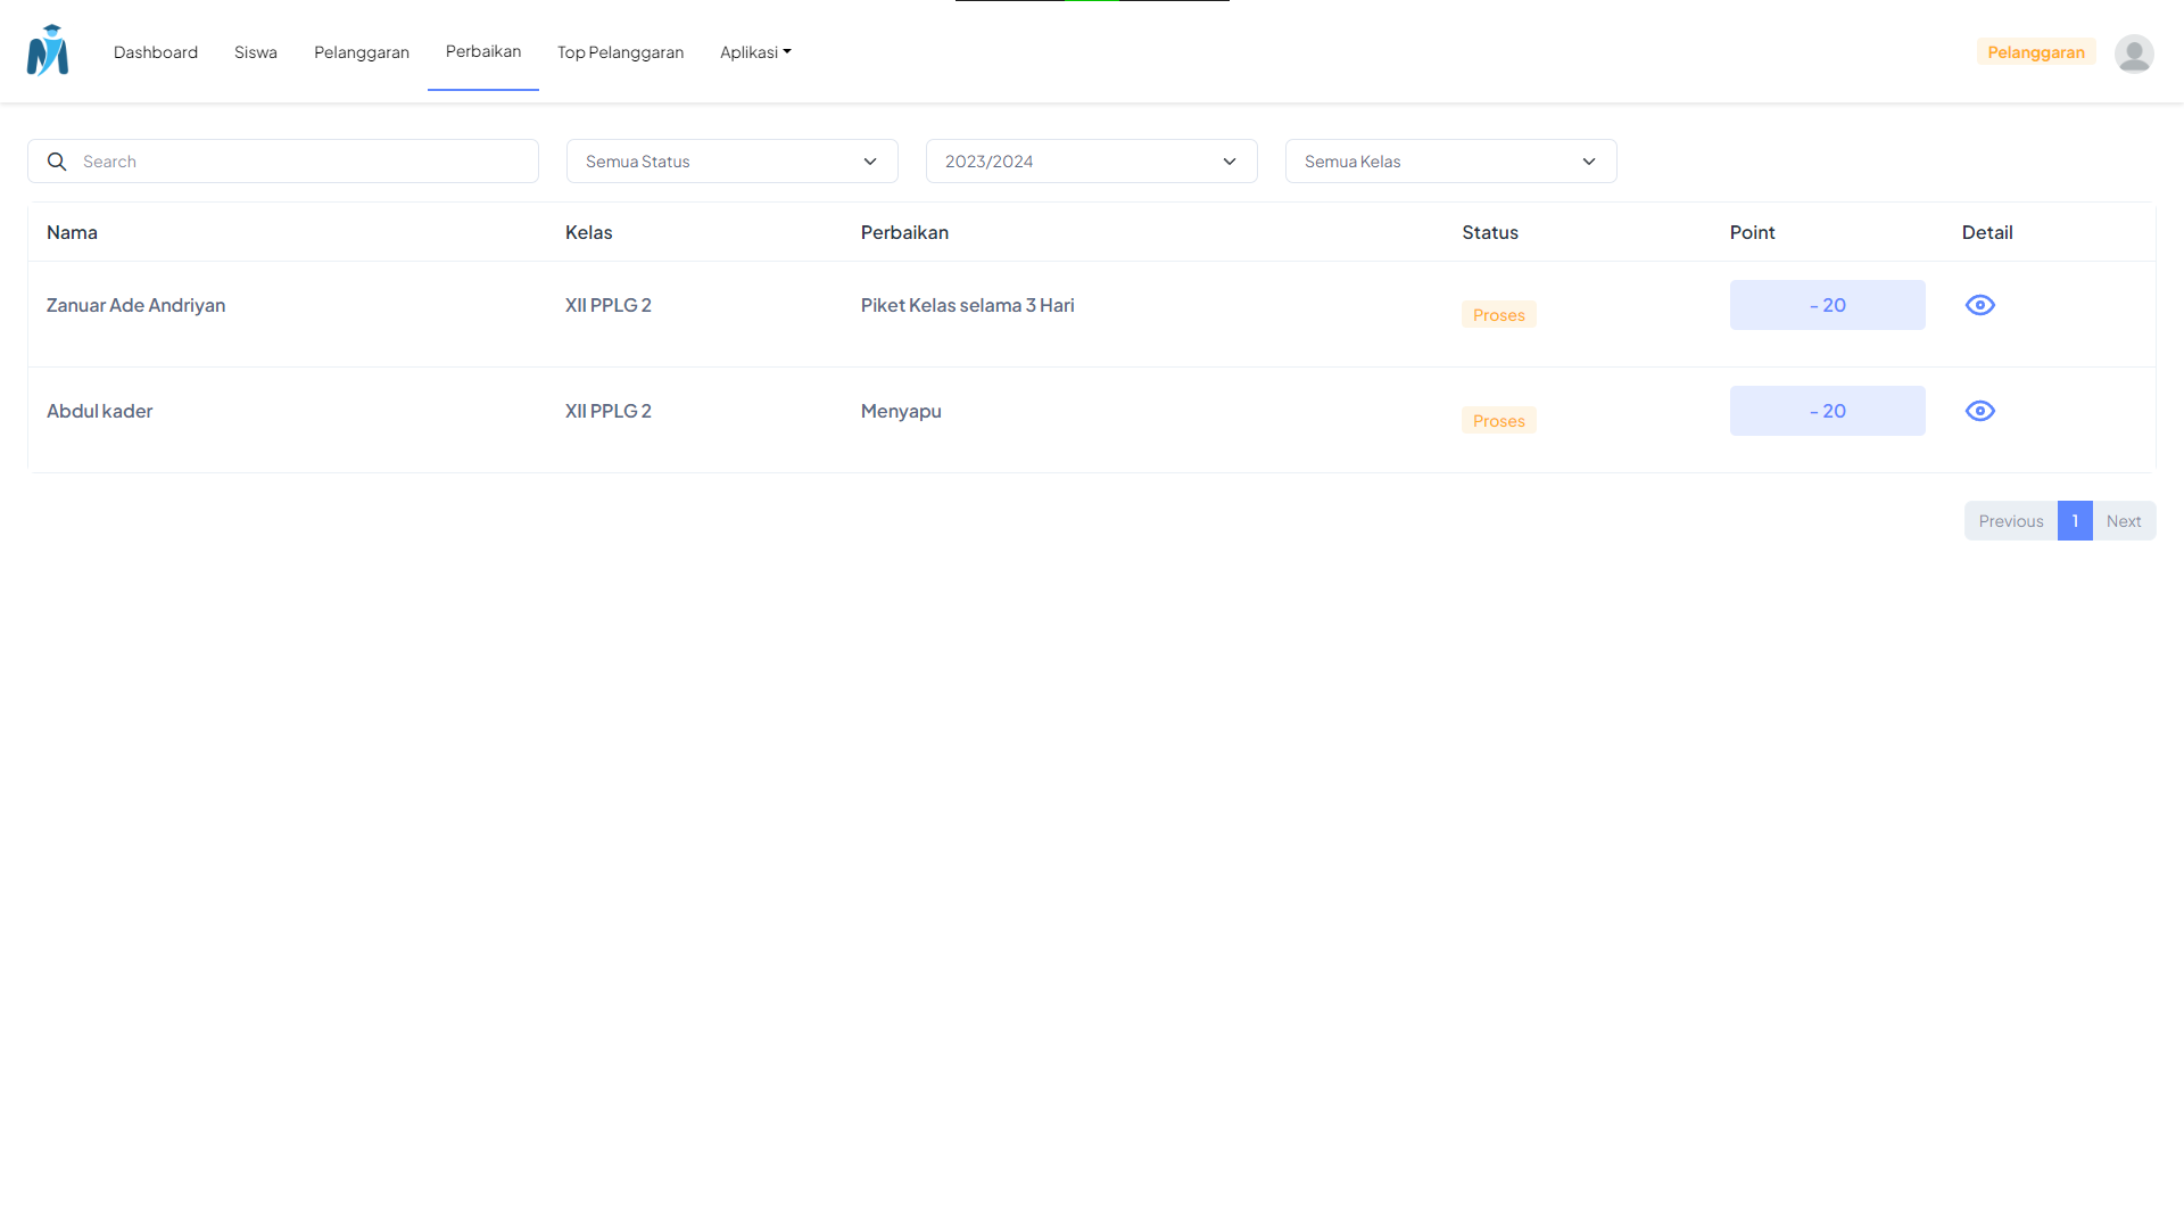 Dashboard Siswa Pelanggaran Perbaikan Top Pelanggaran Aplikasi Pelanggaran
Search Semua Status 2023/2024 Semua Kelas
Nama Kelas Perbaikan Status Point Detail
Zanuar Ade Andriyan XII PPLG 2 Piket Kelas selama 3 Hari Proses - 20
Abdul kader XII PPLG 2 Menyapu Proses - 20
Previous 1 Next